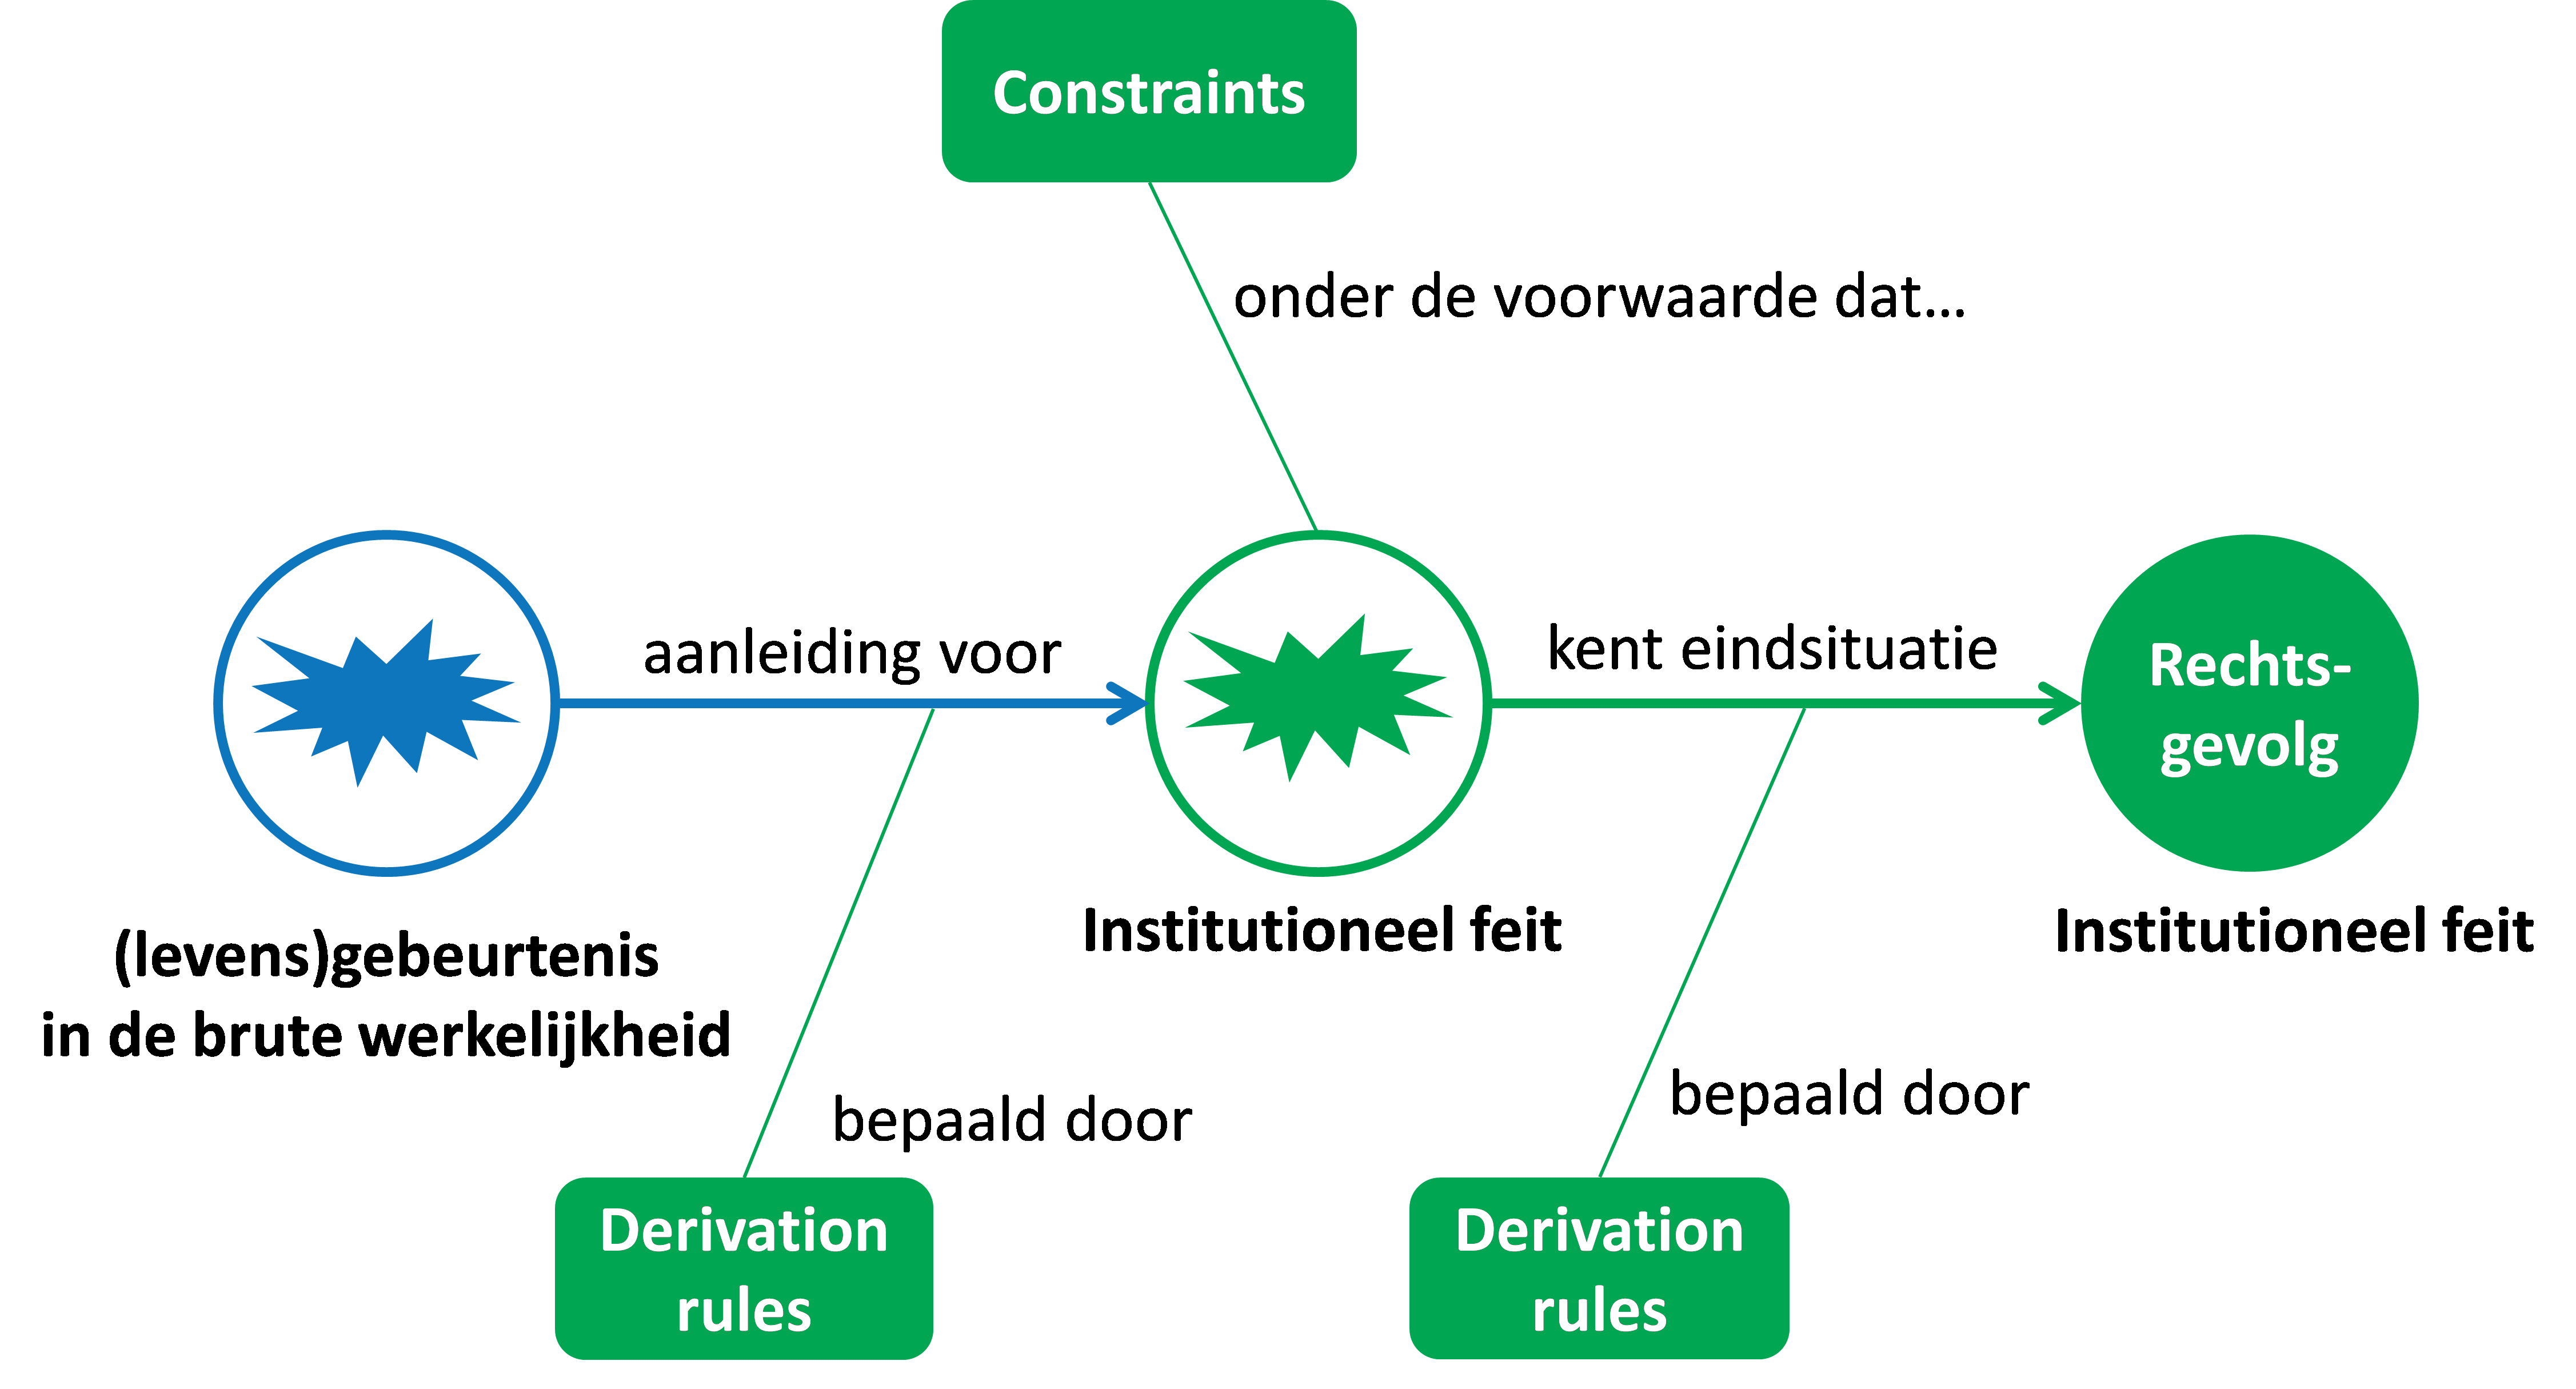 Constraints
onder de voorwaarde dat...
aanleiding voor
kent eindsituatie
Rechts-
gevolg
(levens)gebeurtenis
in de brute werkelijkheid
Institutioneel feit
Institutioneel feit
bepaald door
bepaald door
Derivation
rules
Derivation
rules